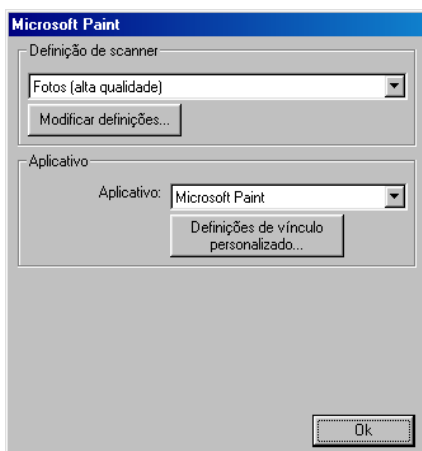 Microsoft Paint
Definição de scanner
Fotos (alta qualidade)
Modificar definições...
Aplicativo
Aplicativo: Microsoft Paint
Definições de vínculo
personalizado...
Ok